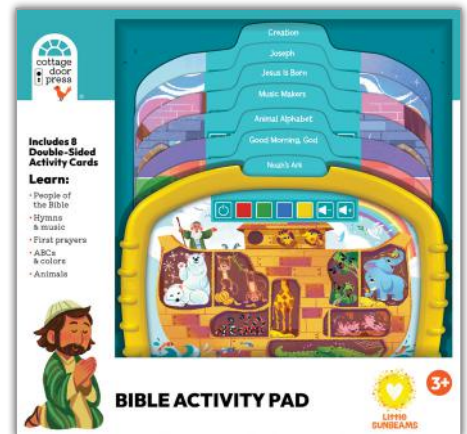 cottage
door
press
Includes 8
Double-Sided
Activity Cards
Learn:
• People of
the Bible
• Hymns
& music
• First prayers
• ABCs
& colors
• Animals
Creation
Joseph
Jesus Is Born
Music Makers
Animal Alphabet
Good Morning, God
Noah's Ark
BIBLE ACTIVITY PAD
LITTLE
SUNBEAMS
3+